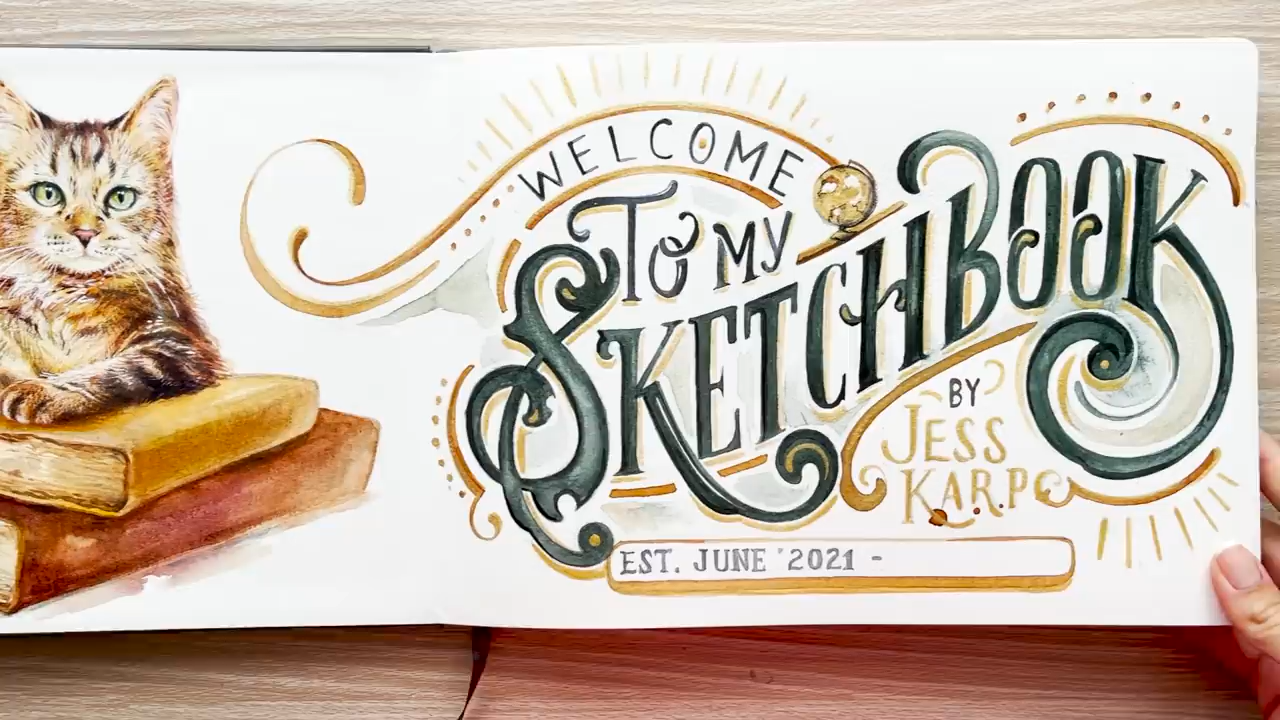 WELCOME
TO MY
SKETCHBOOK
BY
JESS
KARP
EST. JUNE '2021 -